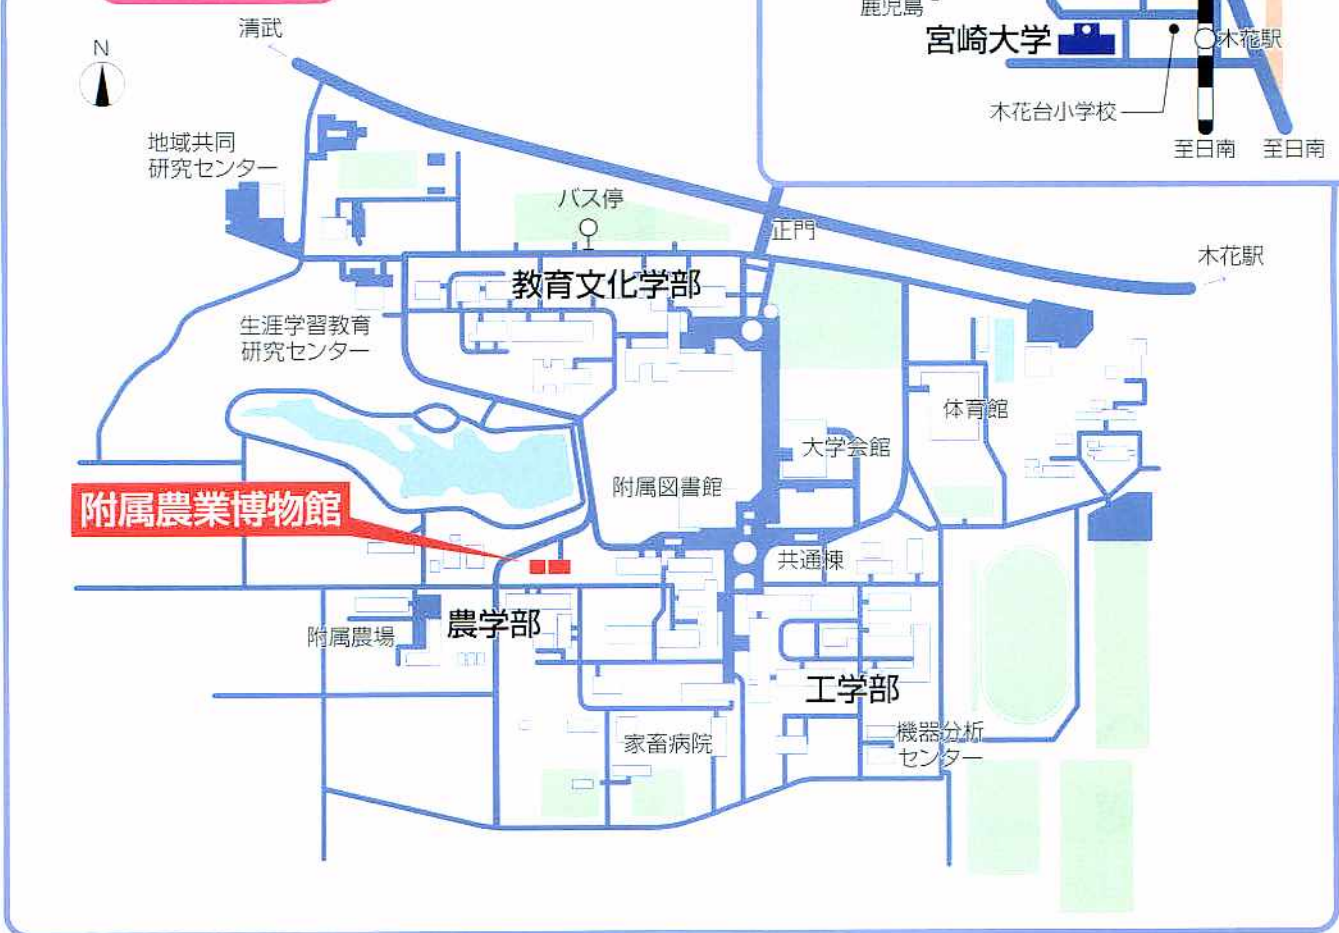 鹿児島
宮崎大学
木花駅
木花台小学校
至日南
至日南
清武
N
地域共同
研究センター
バス停
正門
木花駅
教育文化学部
生涯学習教育
研究センター
体育館
大学会館
附属図書館
附属農業博物館
共通棟
附属農場
農学部
工学部
家畜病院
機器分析
センター